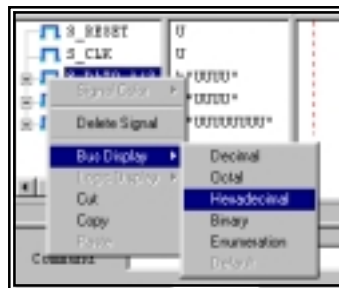 S_RESET U
S_CLK U
*UUUU*
Signal Color *UUUU*
*UUUUUUUU*
Delete Signal
Bus Display Decimal
Logic Display Octal
Cut Hexadecimal
Copy Binary
Paste Enumeration
Command Default